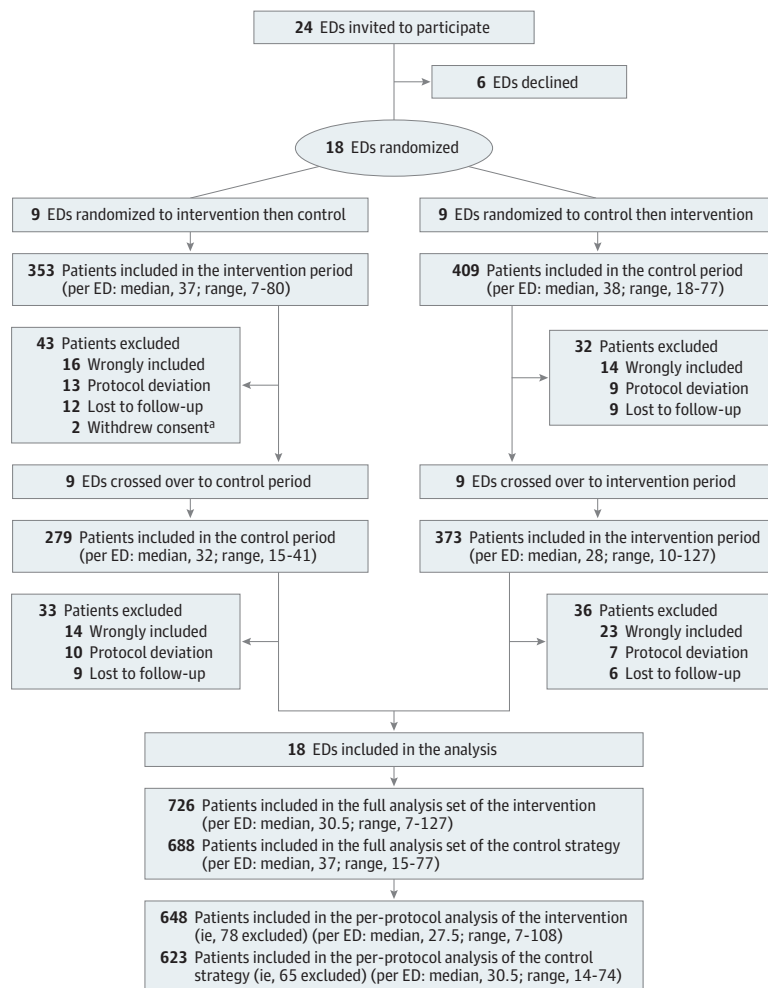 24 EDs invited to participate
6 EDs declined
18 EDs randomized
9 EDs randomized to intervention then control
9 EDs randomized to control then intervention
353 Patients included in the intervention period
(per ED: median, 37; range, 7-80)
409 Patients included in the control period
(per ED: median, 38; range, 18-77)
43 Patients excluded
16 Wrongly included
13 Protocol deviation
12 Lost to follow-up
2 Withdrew consentᵃ
32 Patients excluded
14 Wrongly included
9 Protocol deviation
9 Lost to follow-up
9 EDs crossed over to control period
9 EDs crossed over to intervention period
279 Patients included in the control period
(per ED: median, 32; range, 15-41)
373 Patients included in the intervention period
(per ED: median, 28; range, 10-127)
33 Patients excluded
14 Wrongly included
10 Protocol deviation
9 Lost to follow-up
36 Patients excluded
23 Wrongly included
7 Protocol deviation
6 Lost to follow-up
18 EDs included in the analysis
726 Patients included in the full analysis set of the intervention
(per ED: median, 30.5; range, 7-127)
688 Patients included in the full analysis set of the control strategy
(per ED: median, 37; range, 15-77)
648 Patients included in the per-protocol analysis of the intervention
(ie, 78 excluded) (per ED: median, 27.5; range, 7-108)
623 Patients included in the per-protocol analysis of the control
strategy (ie, 65 excluded) (per ED: median, 30.5; range, 14-74)